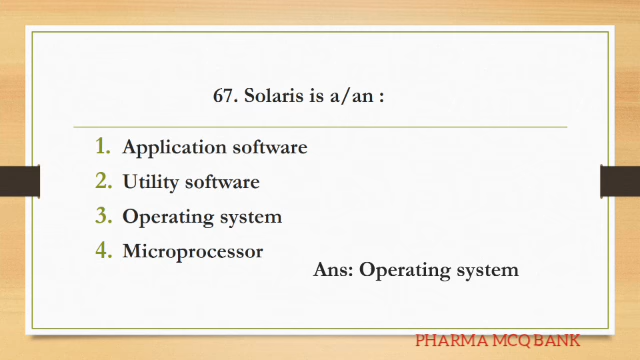 67. Solaris is a/an :
1. Application software
2. Utility software
3. Operating system
4. Microprocessor
Ans: Operating system
PHARMA MCQ BANK